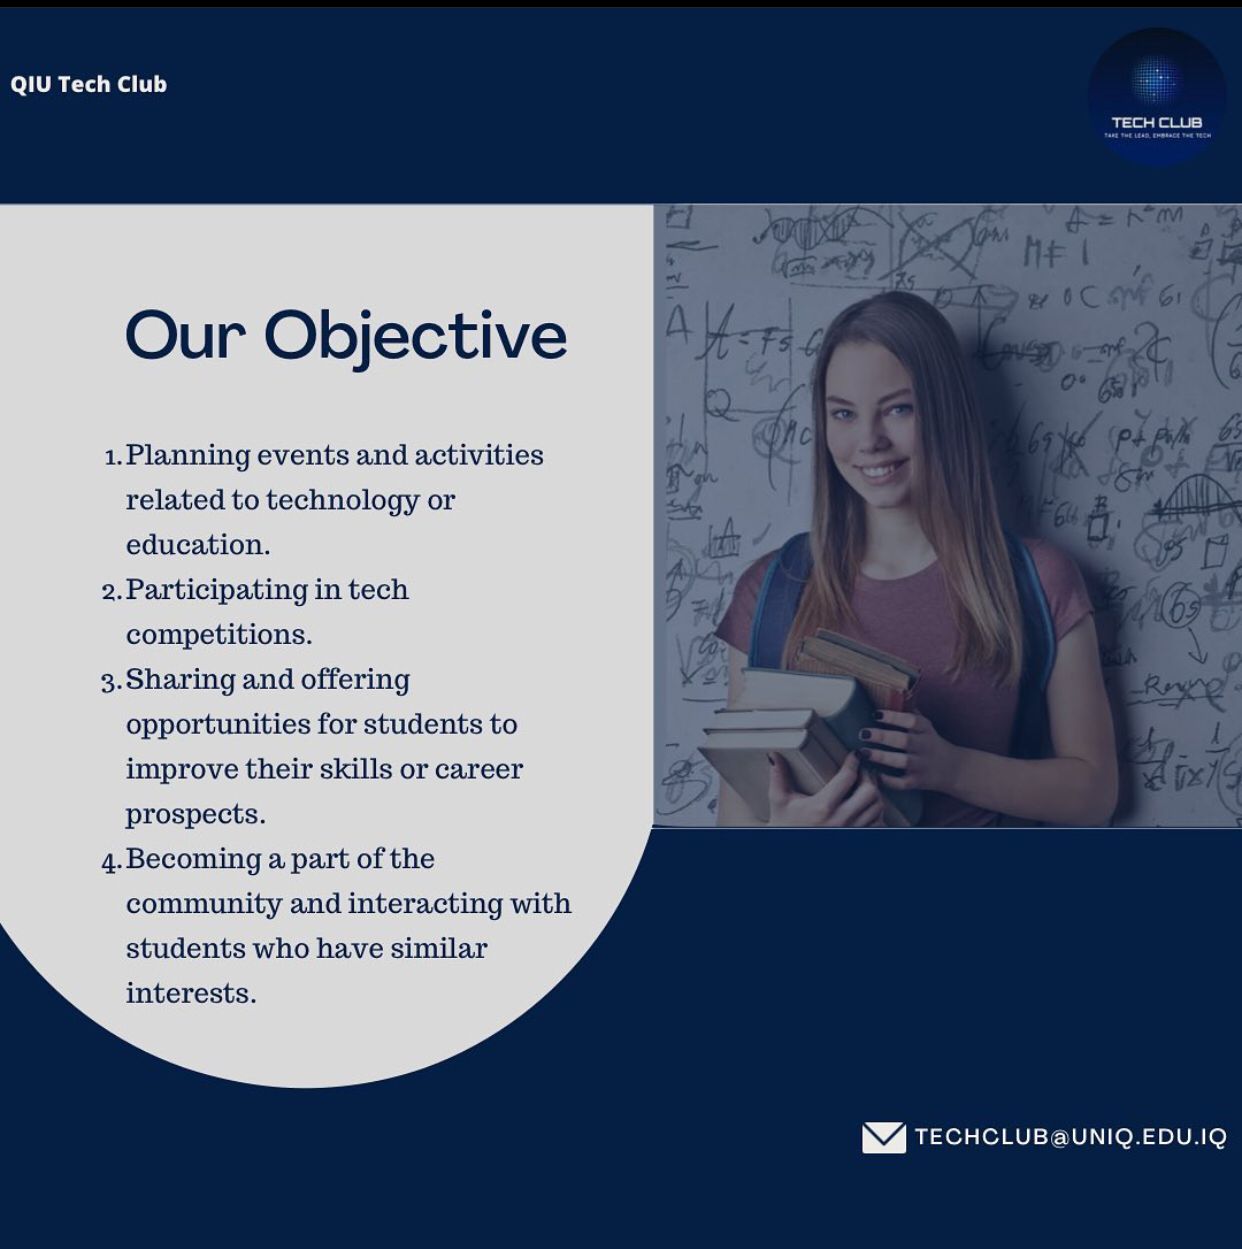 QIU Tech Club
TECH CLUB
TAKE THE LEAD, EMBRACE THE TECH
Our Objective
1. Planning events and activities
related to technology or
education.
2. Participating in tech
competitions.
3. Sharing and offering
opportunities for students to
improve their skills or career
prospects.
4. Becoming a part of the
community and interacting with
students who have similar
interests.
TECHCLUB@UNIQ.EDU.IQ